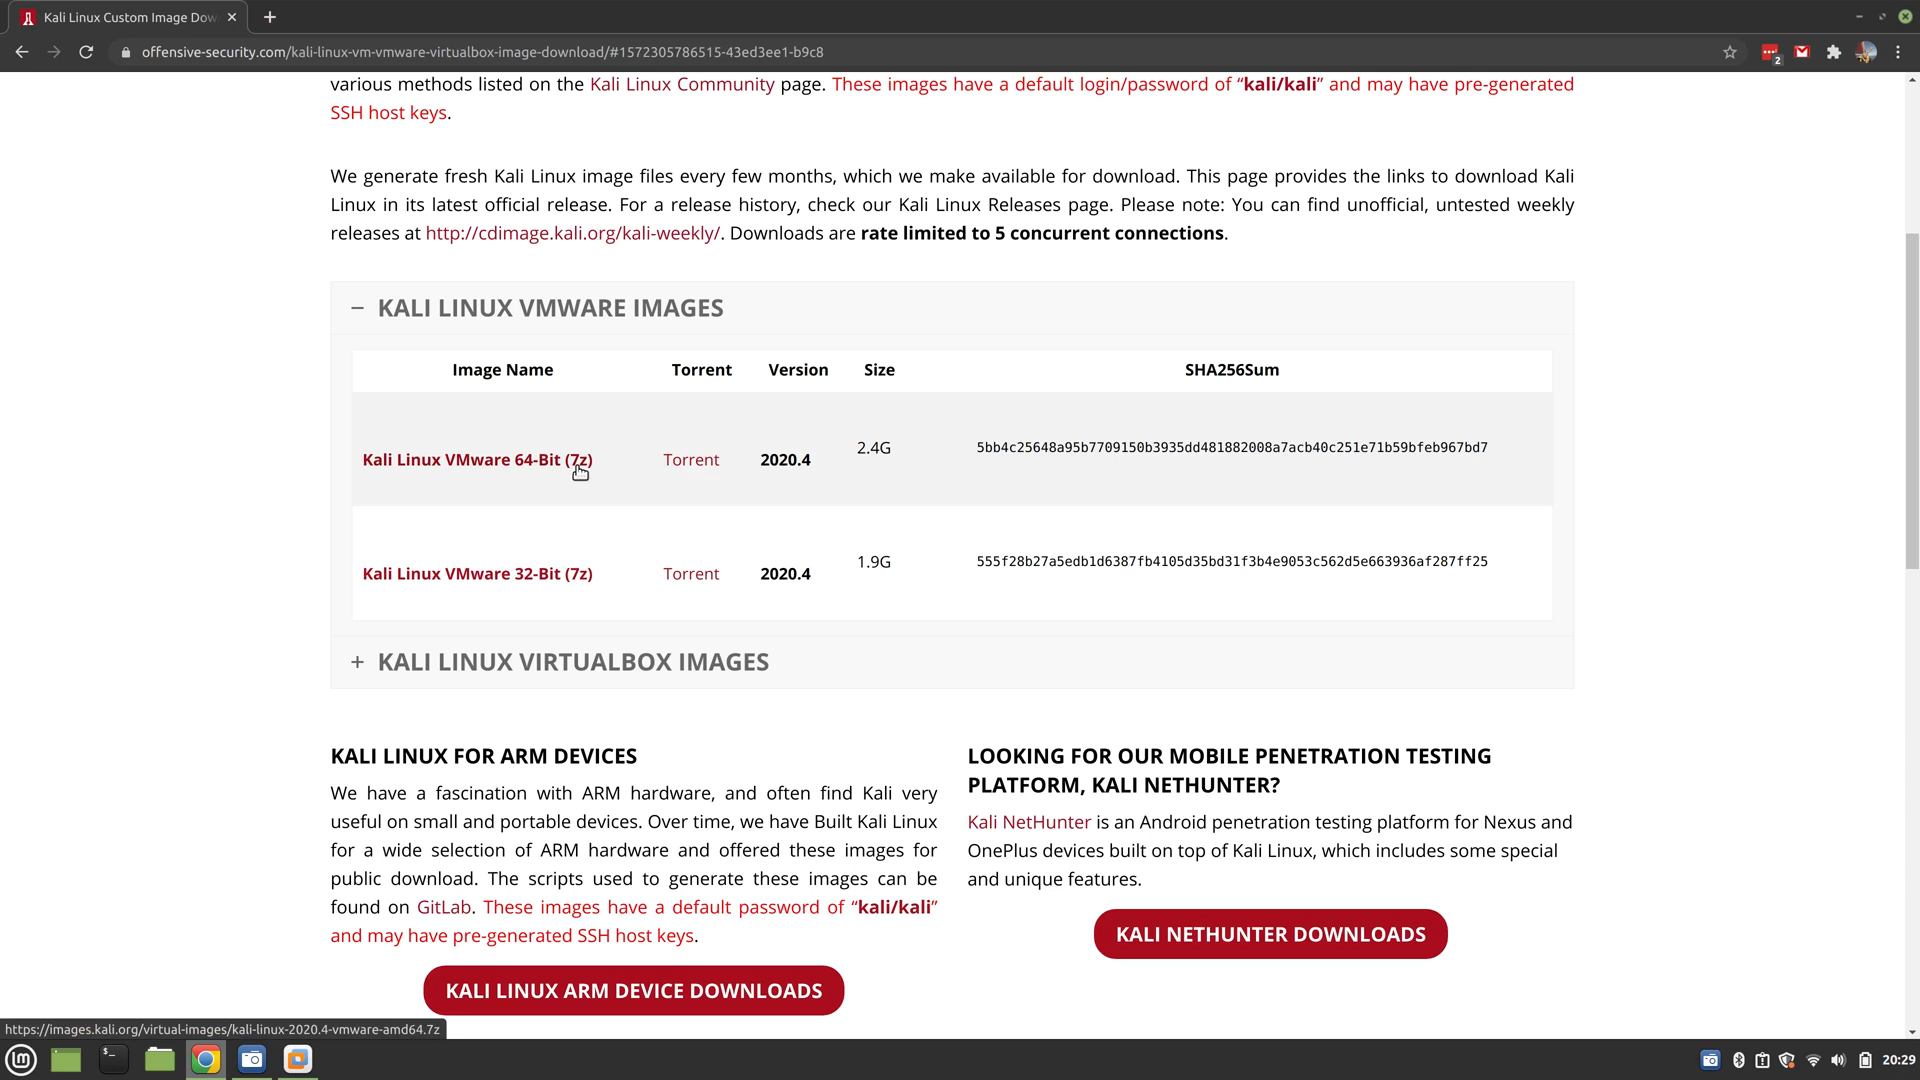 Kali Linux Custom Image Dow
offensive-security.com/kali-linux-vm-vmware-virtualbox-image-download/#1572305786515-43ed3ee1-b9c8
2
various methods listed on the Kali Linux Community page. These images have a default login/password of “kali/kali” and may have pre-generated
SSH host keys.
We generate fresh Kali Linux image files every few months, which we make available for download. This page provides the links to download Kali
Linux in its latest official release. For a release history, check our Kali Linux Releases page. Please note: You can find unofficial, untested weekly
releases at http://cdimage.kali.org/kali-weekly/. Downloads are rate limited to 5 concurrent connections.
− KALI LINUX VMWARE IMAGES
Image Name Torrent Version Size SHA256Sum
Kali Linux VMware 64-Bit (7z) Torrent 2020.4 2.4G 5bb4c25648a95b7709150b3935dd481882008a7acb40c251e71b59bfeb967bd7
Kali Linux VMware 32-Bit (7z) Torrent 2020.4 1.9G 555f28b27a5edb1d6387fb4105d35bd31f3b4e9053c562d5e663936af287ff25
+ KALI LINUX VIRTUALBOX IMAGES
KALI LINUX FOR ARM DEVICES
We have a fascination with ARM hardware, and often find Kali very
useful on small and portable devices. Over time, we have Built Kali Linux
for a wide selection of ARM hardware and offered these images for
public download. The scripts used to generate these images can be
found on GitLab. These images have a default password of “kali/kali”
and may have pre-generated SSH host keys.
KALI LINUX ARM DEVICE DOWNLOADS
LOOKING FOR OUR MOBILE PENETRATION TESTING
PLATFORM, KALI NETHUNTER?
Kali NetHunter is an Android penetration testing platform for Nexus and
OnePlus devices built on top of Kali Linux, which includes some special
and unique features.
KALI NETHUNTER DOWNLOADS
https://images.kali.org/virtual-images/kali-linux-2020.4-vmware-amd64.7z
20:29